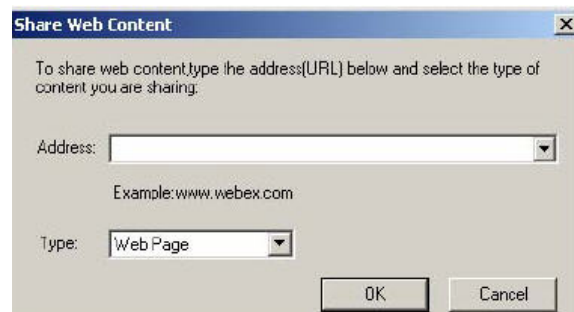 Share Web Content
To share web content,type the address(URL) below and select the type of
content you are sharing:
Address:
Example:www.webex.com
Type: Web Page
OK Cancel